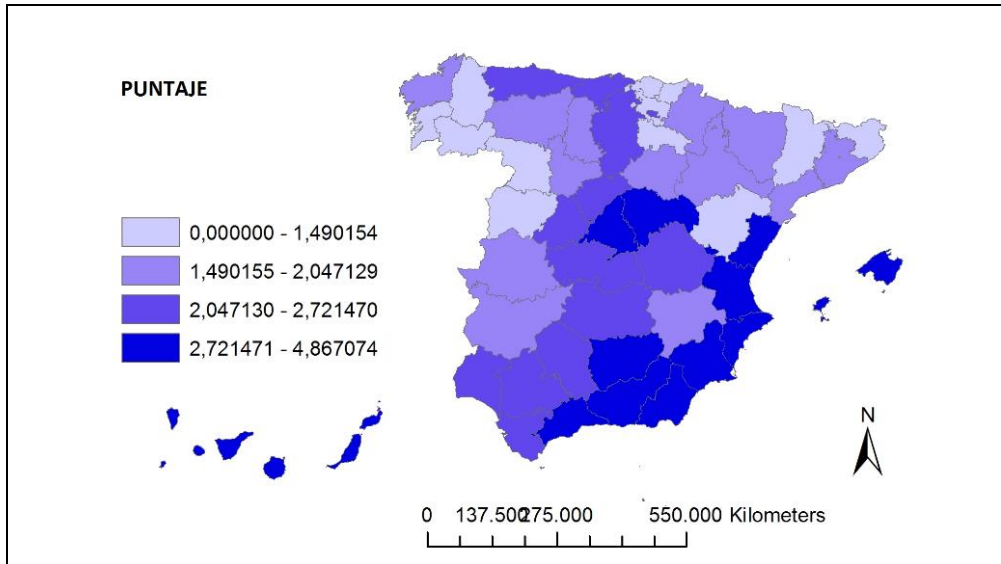 PUNTAJE
0,000000 - 1,490154
1,490155 - 2,047129
2,047130 - 2,721470
2,721471 - 4,867074
N
0 137.500 275.000 550.000 Kilometers